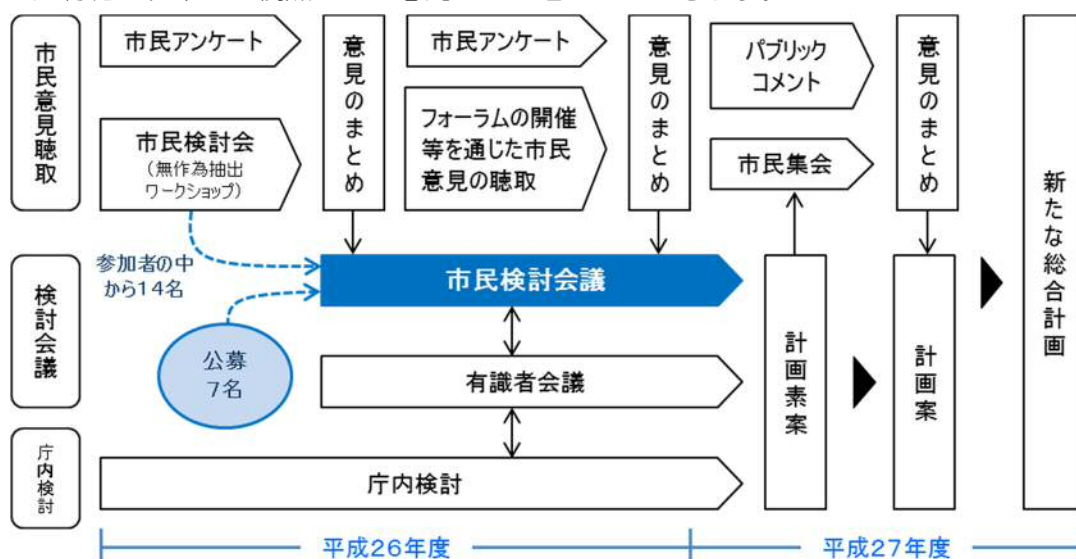 市民意見聴取
市民アンケート
市民検討会
(無作為抽出
ワークショップ)
意見のまとめ
市民アンケート
フォーラムの開催
等を通じた市民
意見の聴取
意見のまとめ
パブリック
コメント
市民集会
意見のまとめ
新たな総合計画
検討会議
参加者の中
から14名
公募
7名
市民検討会議
有識者会議
計画素案
計画案
庁内検討
庁内検討
平成26年度
平成27年度